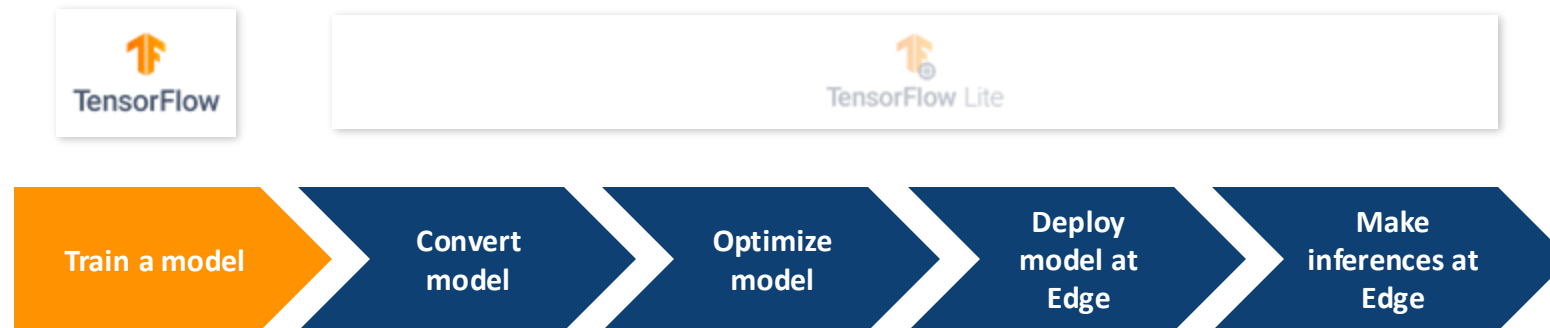 TensorFlow
TensorFlow Lite
Train a model
Convert
model
Optimize
model
Deploy
model at
Edge
Make
inferences at
Edge